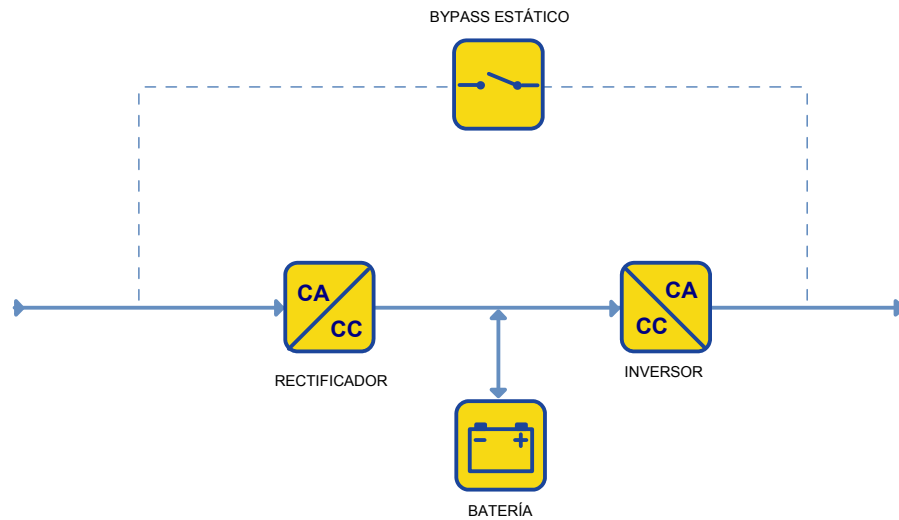 BYPASS ESTÁTICO
CA
CC
RECTIFICADOR
CA
CC
INVERSOR
- +
BATERÍA